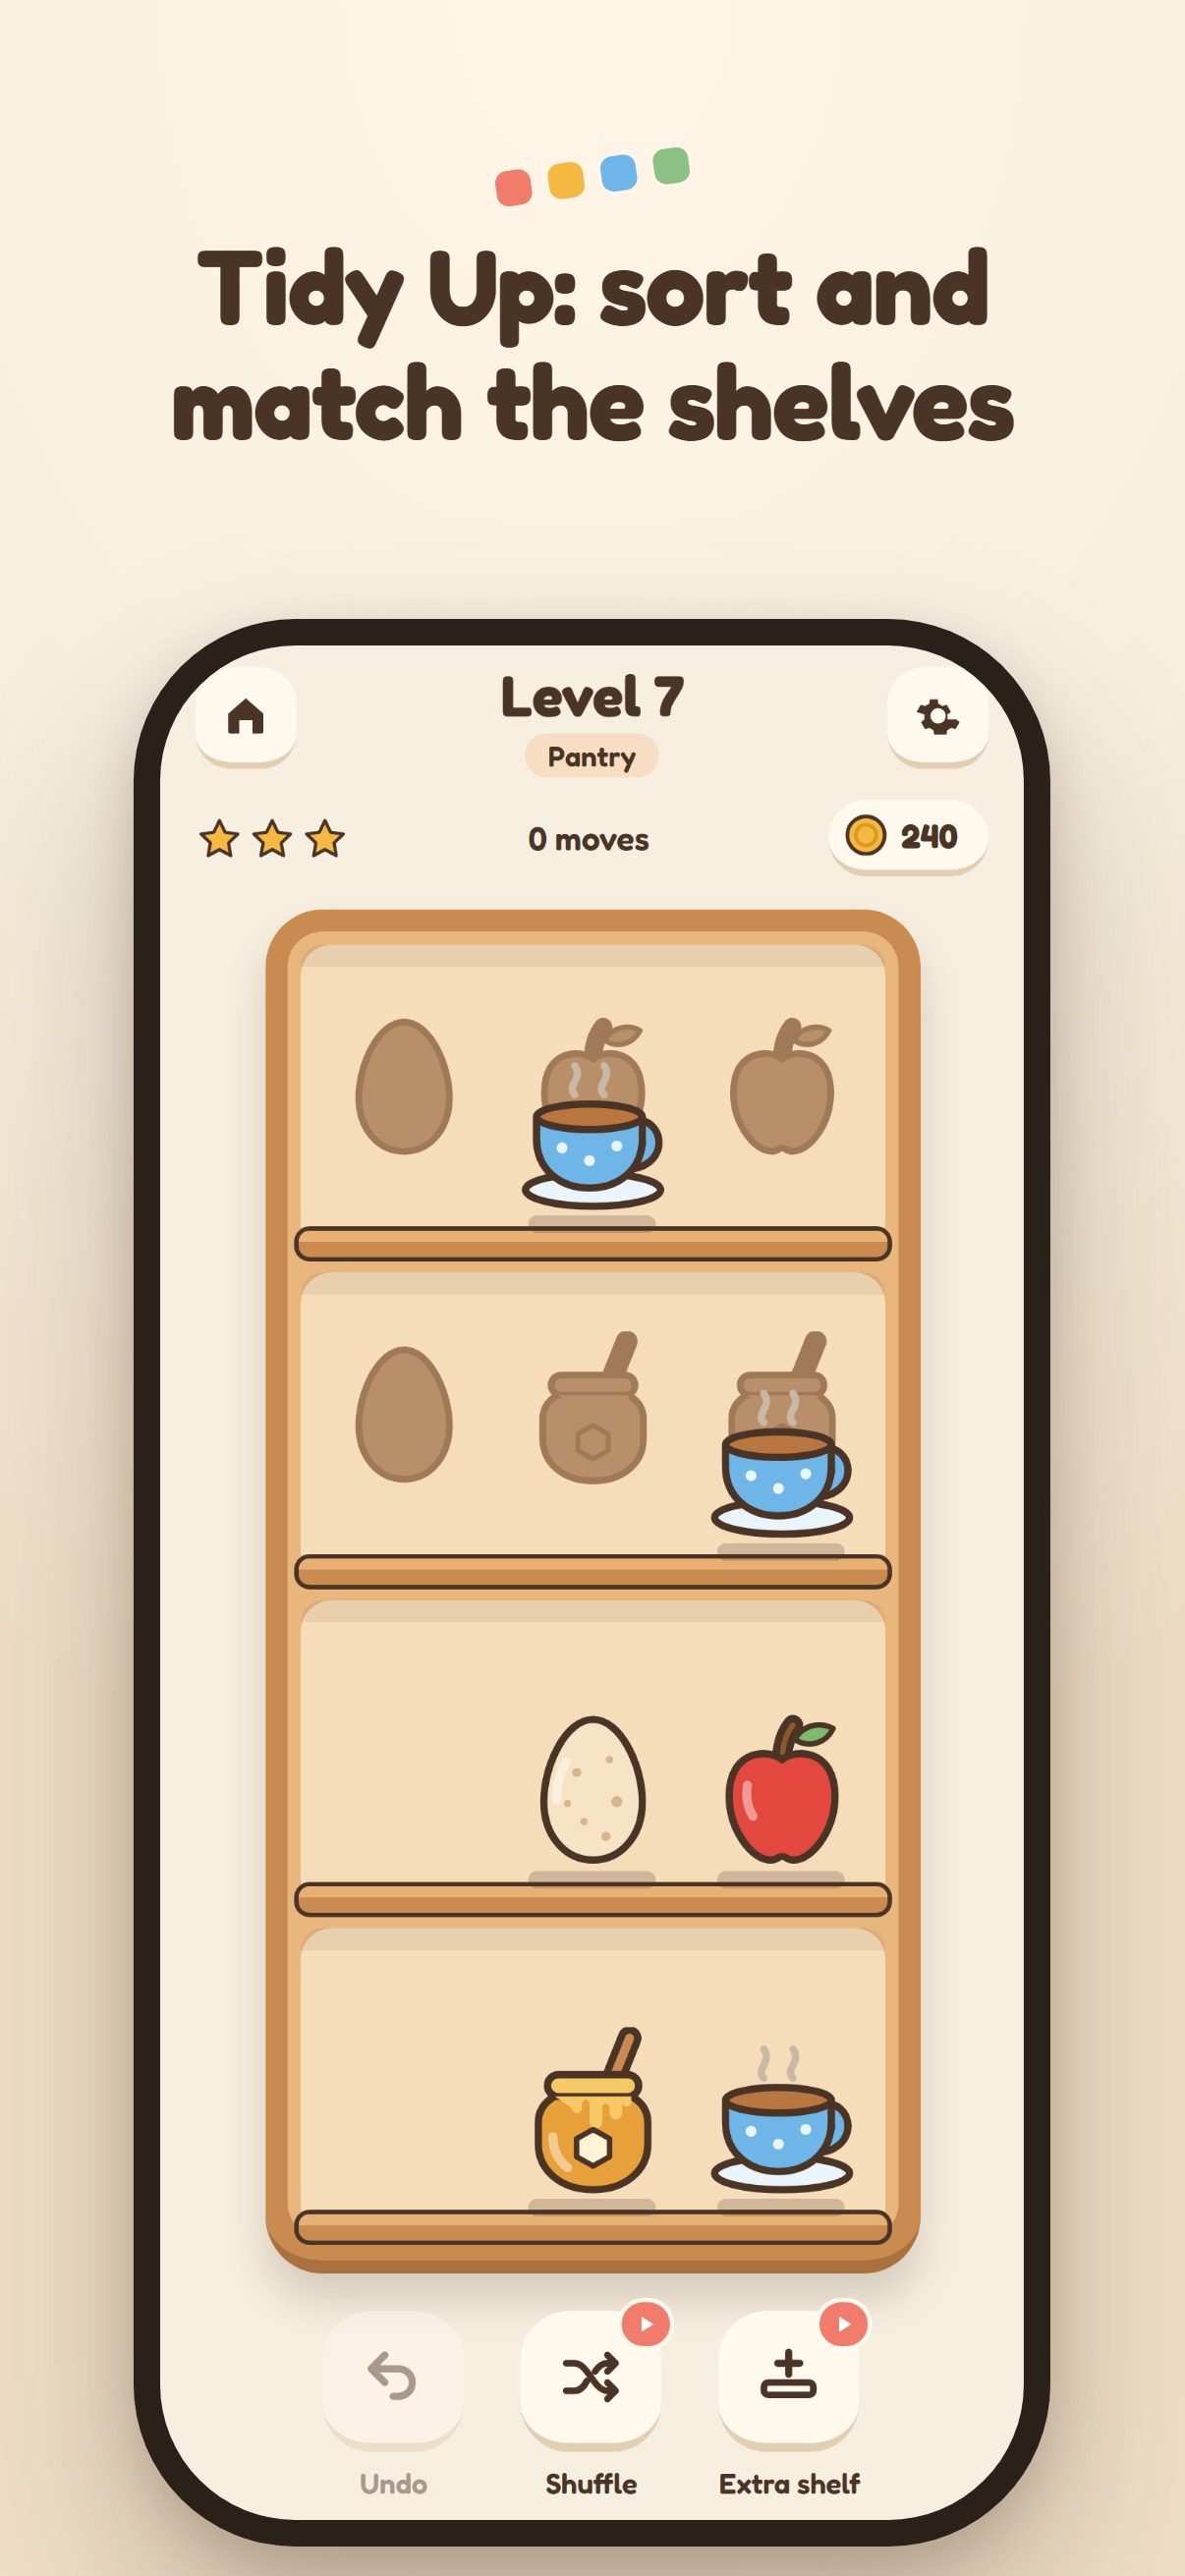 Tidy Up: sort and
match the shelves
Level 7
Pantry
0 moves
240
Undo
Shuffle
Extra shelf